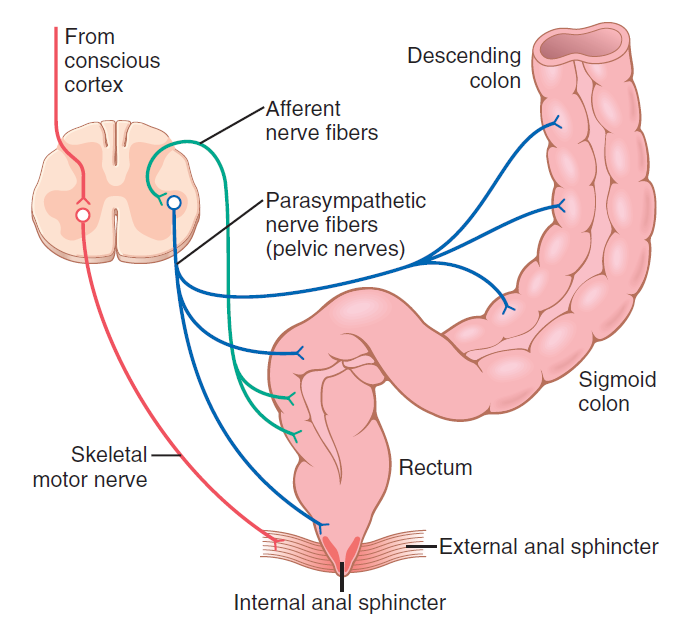 From
conscious
cortex
Descending
colon
Afferent
nerve fibers
Parasympathetic
nerve fibers
(pelvic nerves)
Sigmoid
colon
Skeletal
motor nerve
Rectum
External anal sphincter
Internal anal sphincter